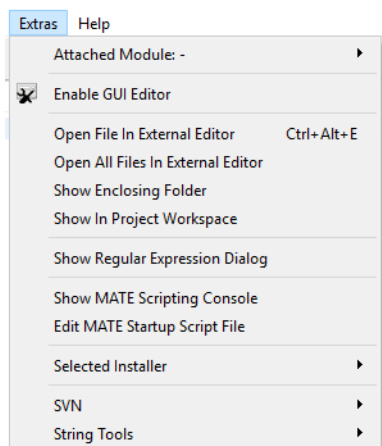 Extras Help
Attached Module: -
Enable GUI Editor
Open File In External Editor Ctrl+Alt+E
Open All Files In External Editor
Show Enclosing Folder
Show In Project Workspace
Show Regular Expression Dialog
Show MATE Scripting Console
Edit MATE Startup Script File
Selected Installer
SVN
String Tools